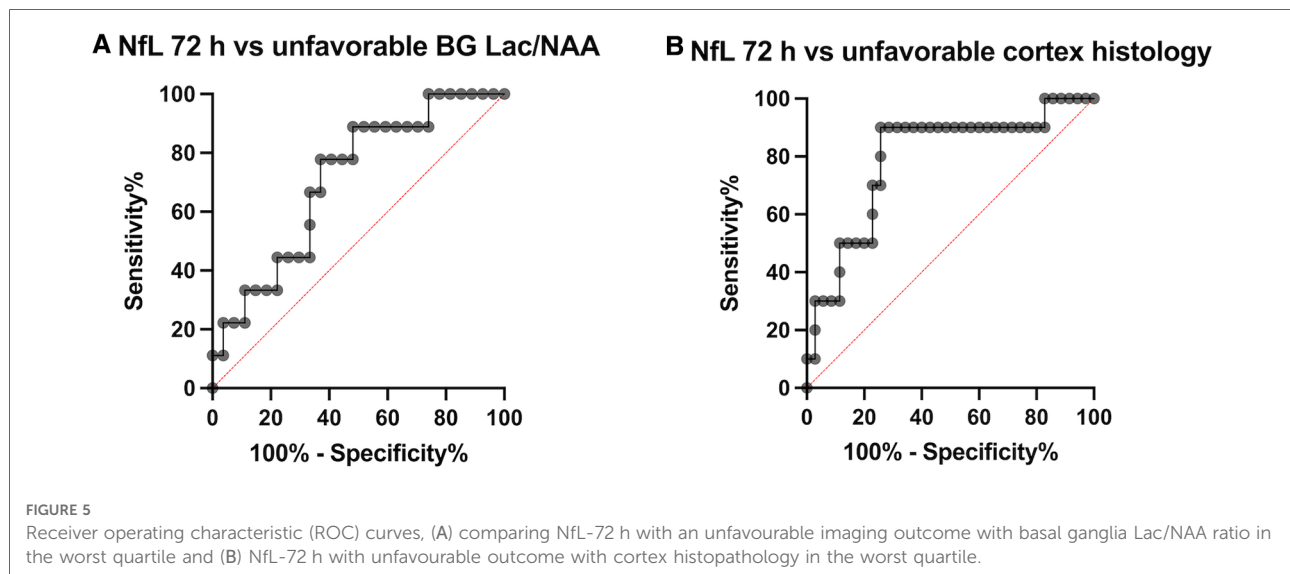 A NfL 72 h vs unfavorable BG Lac/NAA
100
80
60
40
20
0
Sensitivity%
0 20 40 60 80 100
100% - Specificity%
B NfL 72 h vs unfavorable cortex histology
100
80
60
40
20
0
Sensitivity%
0 20 40 60 80 100
100% - Specificity%
FIGURE 5
Receiver operating characteristic (ROC) curves, (A) comparing NfL-72 h with an unfavourable imaging outcome with basal ganglia Lac/NAA ratio in
the worst quartile and (B) NfL-72 h with unfavourable outcome with cortex histopathology in the worst quartile.